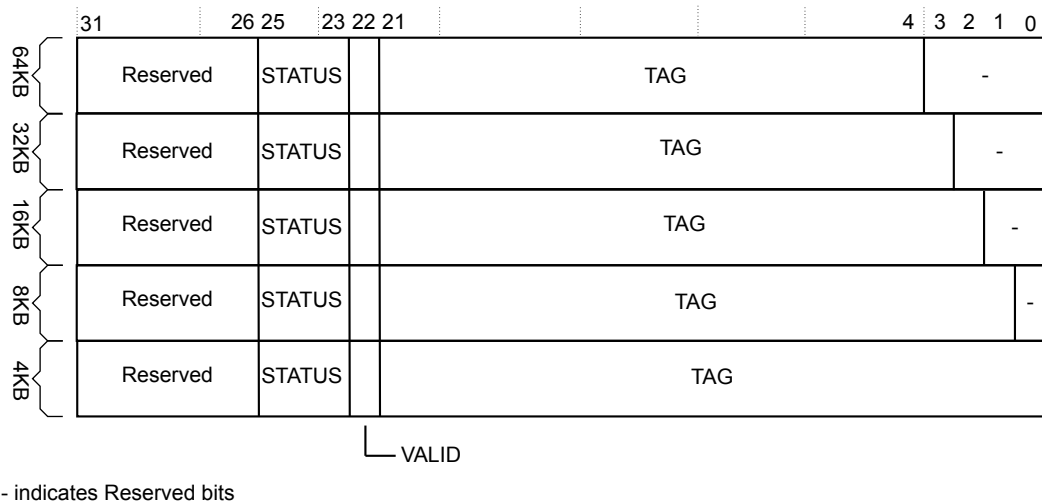 31 26 25 23 22 21 4 3 2 1 0
64KB Reserved STATUS TAG -
32KB Reserved STATUS TAG -
16KB Reserved STATUS TAG -
8KB Reserved STATUS TAG -
4KB Reserved STATUS TAG
VALID
- indicates Reserved bits